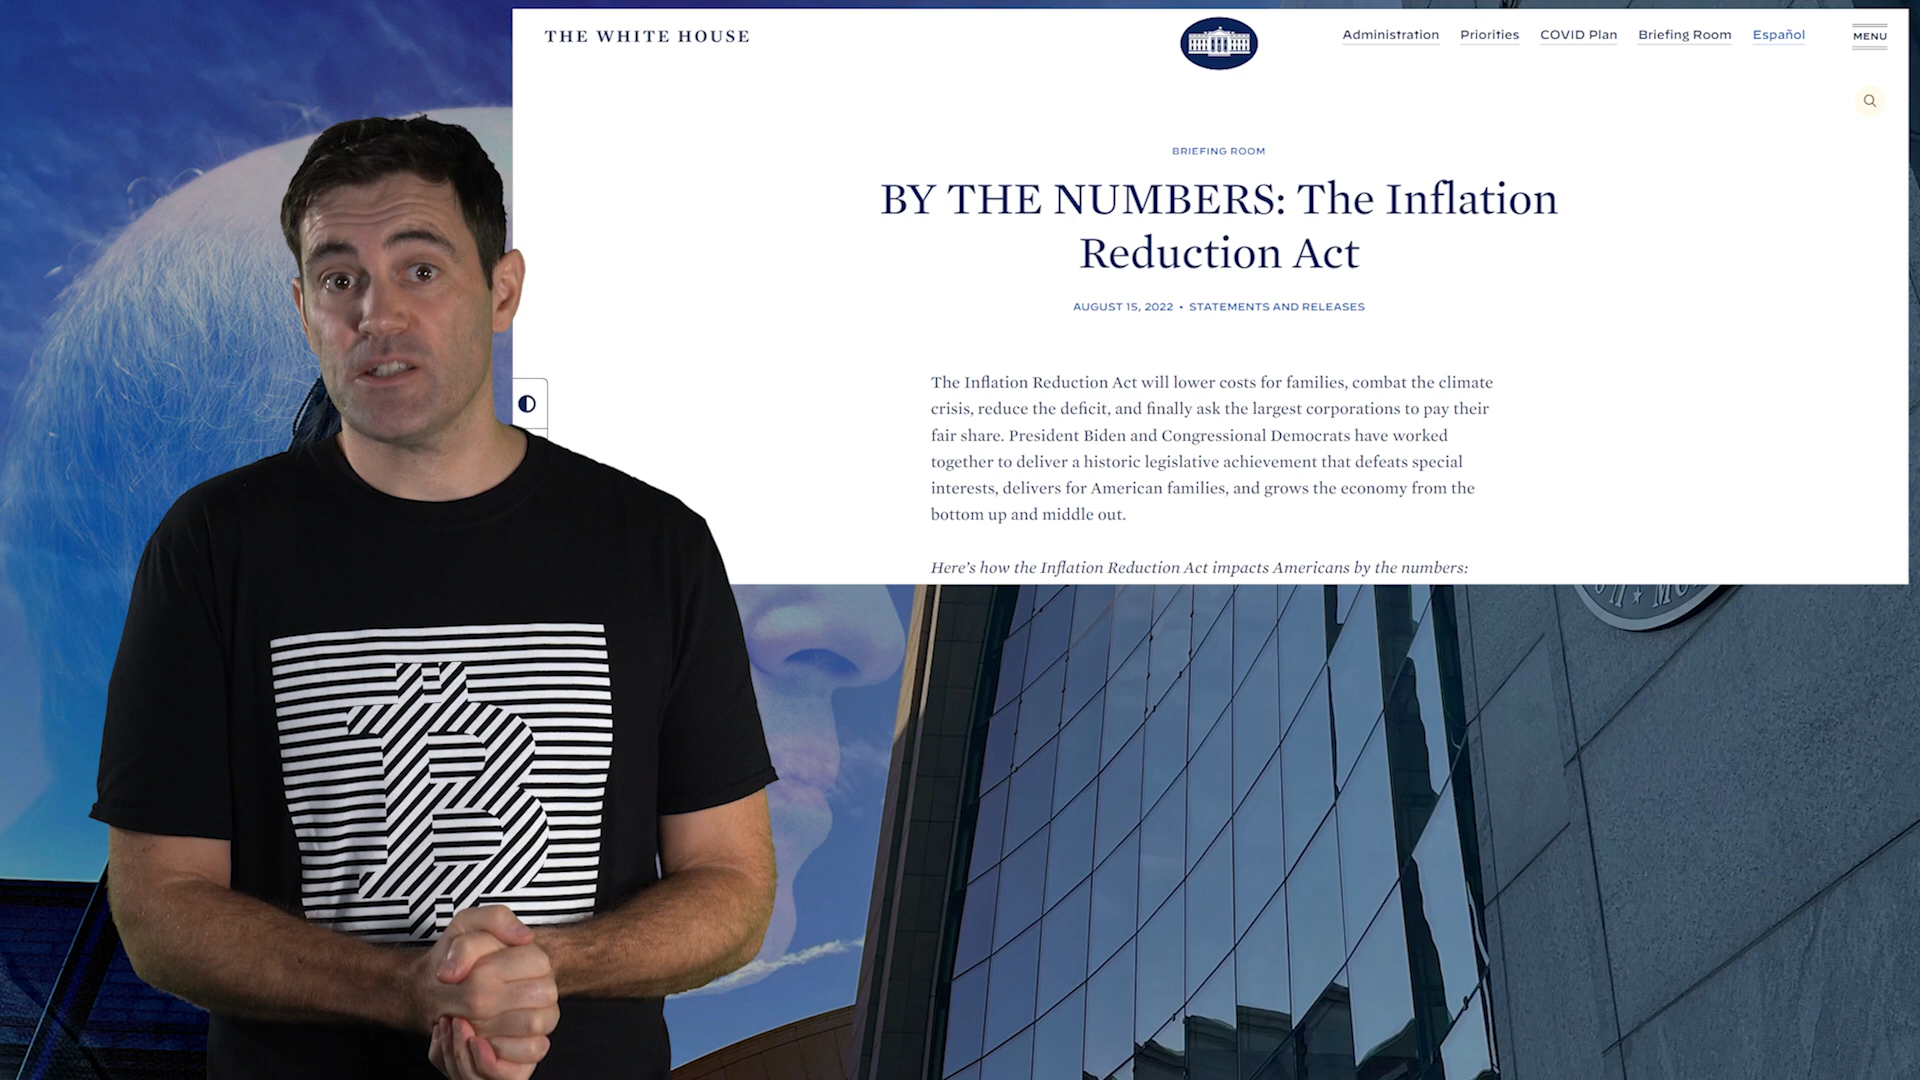 THE WHITE HOUSE
Administration Priorities COVID Plan Briefing Room Español MENU
BRIEFING ROOM
BY THE NUMBERS: The Inflation
Reduction Act
AUGUST 15, 2022 • STATEMENTS AND RELEASES
The Inflation Reduction Act will lower costs for families, combat the climate
crisis, reduce the deficit, and finally ask the largest corporations to pay their
fair share. President Biden and Congressional Democrats have worked
together to deliver a historic legislative achievement that defeats special
interests, delivers for American families, and grows the economy from the
bottom up and middle out.
Here's how the Inflation Reduction Act impacts Americans by the numbers: